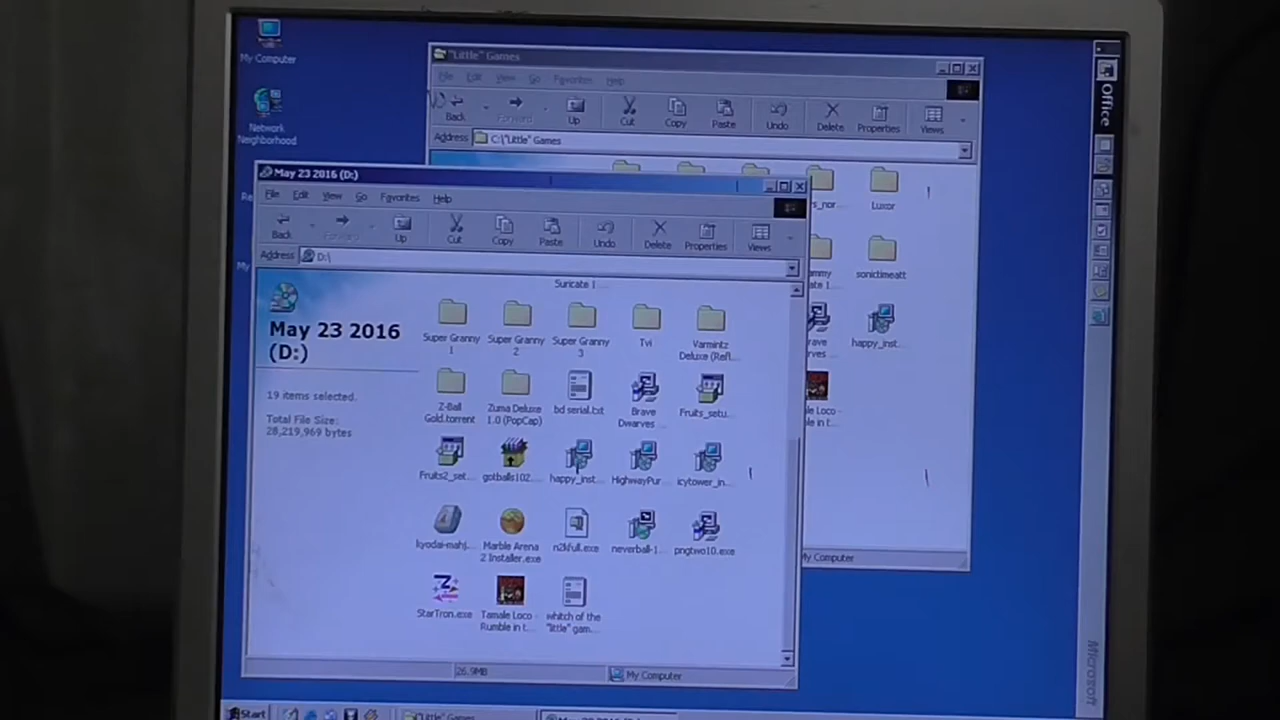 My Computer
Network
Neighborhood
"Little" Games
File Edit View Go Favorites Help
Back Forward Up Cut Copy Paste Undo Delete Properties Views
Address C:\"Little" Games
Luxor
sonictimeatt
happy_inst...
My Computer
May 23 2016 (D:)
File Edit View Go Favorites Help
Back Forward Up Cut Copy Paste Undo Delete Properties Views
Address D:\
May 23 2016
(D:)
19 items selected.
Total File Size:
28,219,969 bytes
Suricate 1 ...
Super Granny
1
Super Granny
2
Super Granny
3
Tvi
Varmintz
Deluxe (Refl...
Z-Ball
Gold.torrent
Zuma Deluxe
1.0 (PopCap)
bd serial.txt
Brave
Dwarves ...
Fruits_setu...
Fruits2_set...
gotballs102...
happy_inst...
HighwayPur...
icytower_in...
kyodai-mahj...
Marble Arena
2 Installer.exe
n2kfull.exe
neverball-1...
pngtwo10.exe
StarTron.exe
Tamale Loco -
Rumble in t...
whitch of the
"little" gam...
26.9MB
My Computer
Office
Microsoft
Start
"Little" Games
May 23 2016 (D:)